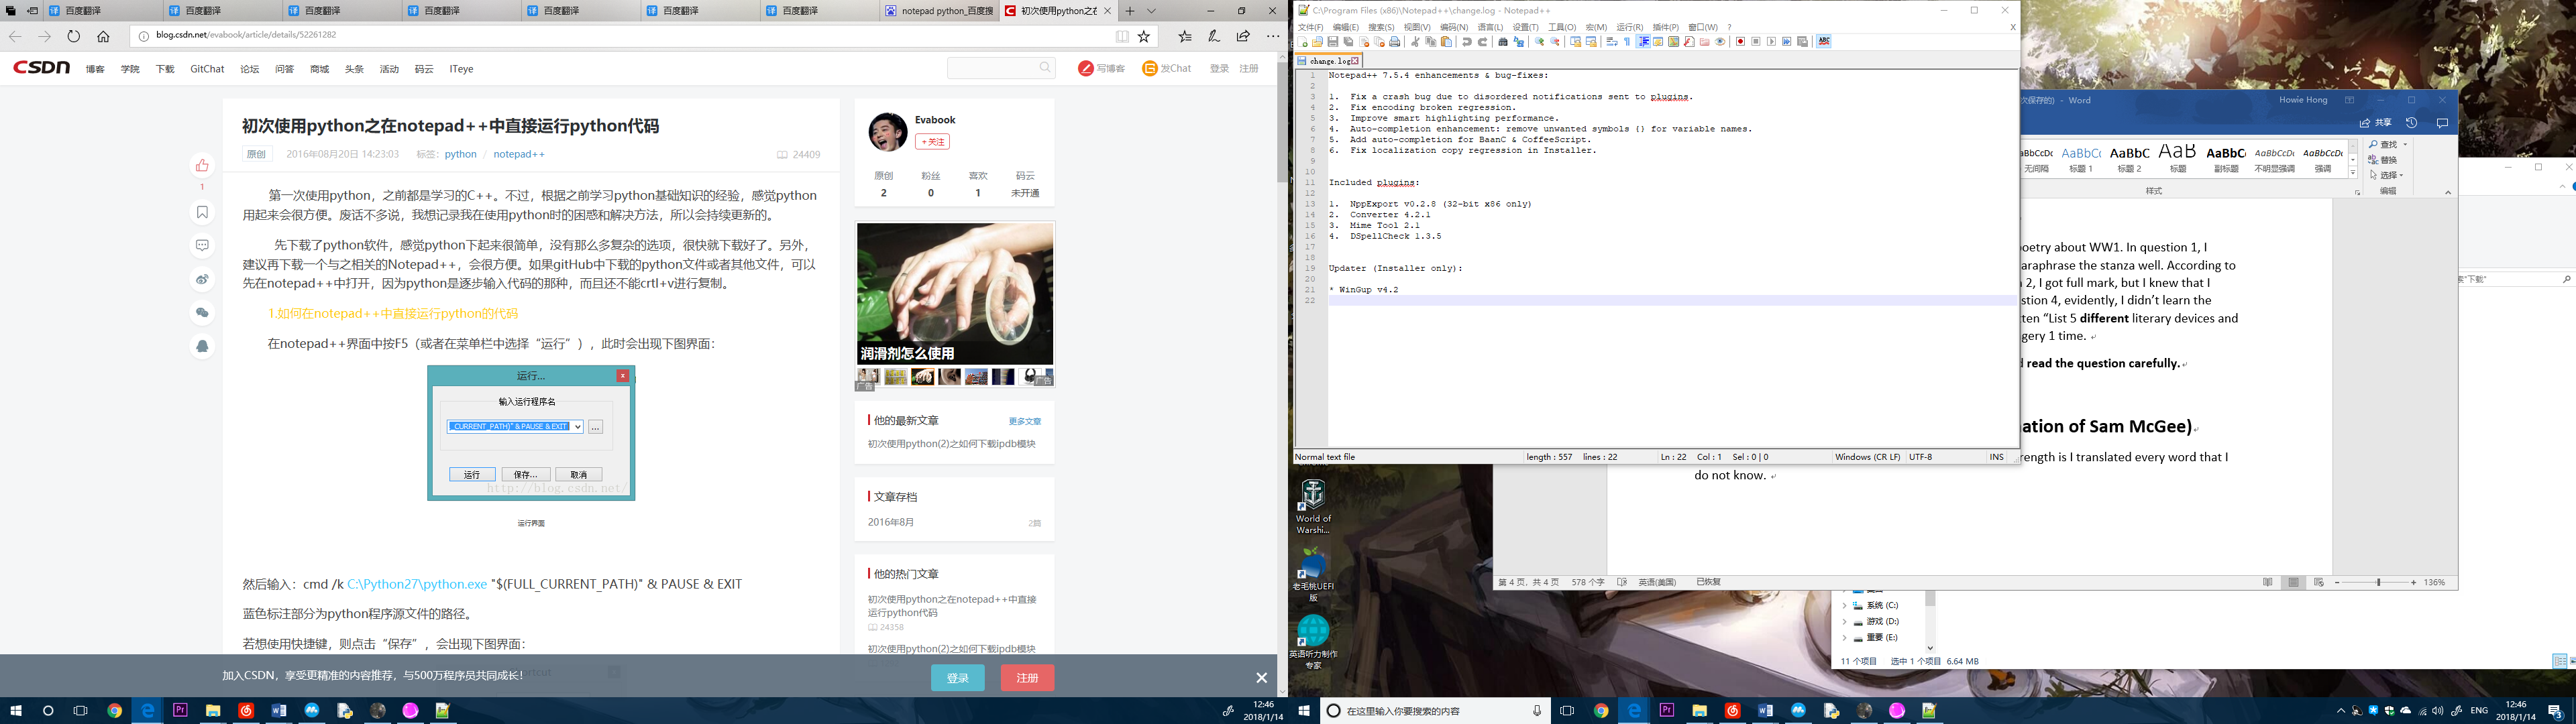 百度翻译
百度翻译
百度翻译
百度翻译
百度翻译
百度翻译
百度翻译
notepad python_百度搜
初次使用python之在
blog.csdn.net/evabook/article/details/52261282
CSDN
博客
学院
下载
GitChat
论坛
问答
商城
头条
活动
码云
ITeye
写博客
发Chat
登录
注册
初次使用python之在notepad++中直接运行python代码
原创
2016年08月20日 14:23:03
标签：python / notepad++
24409
1
第一次使用python，之前都是学习的C++。不过，根据之前学习python基础知识的经验，感觉python
用起来会很方便。废话不多说，我想记录我在使用python时的困惑和解决方法，所以会持续更新的。
先下载了python软件，感觉python下起来很简单，没有那么多复杂的选项，很快就下载好了。另外，
建议再下载一个与之相关的Notepad++，会很方便。如果gitHub中下载的python文件或者其他文件，可以
先在notepad++中打开，因为python是逐步输入代码的那种，而且还不能crtl+v进行复制。
1.如何在notepad++中直接运行python的代码
在notepad++界面中按F5（或者在菜单栏中选择“运行”），此时会出现下图界面：
运行...
输入运行程序名
_CURRENT_PATH)" & PAUSE & EXIT
...
运行
保存...
取消
http://blog.csdn.net/
运行界面
然后输入：cmd /k C:\Python27\python.exe "$(FULL_CURRENT_PATH)" & PAUSE & EXIT
蓝色标注部分为python程序源文件的路径。
若想使用快捷键，则点击“保存”，会出现下图界面：
Evabook
+关注
原创
粉丝
喜欢
码云
2
0
1
未开通
润滑剂怎么使用
广告
广告
他的最新文章
更多文章
初次使用python(2)之如何下载ipdb模块
文章存档
2016年8月
2篇
他的热门文章
初次使用python之在notepad++中直接
运行python代码
24358
初次使用python(2)之如何下载ipdb模块
加入CSDN，享受更精准的内容推荐，与500万程序员共同成长！
登录
注册
12:46
2018/1/14
C:\Program Files (x86)\Notepad++\change.log - Notepad++
文件(F)
编辑(E)
搜索(S)
视图(V)
编码(N)
语言(L)
设置(T)
工具(O)
宏(M)
运行(R)
插件(P)
窗口(W)
?
X
change.log
1 Notepad++ 7.5.4 enhancements & bug-fixes:
2
3 1. Fix a crash bug due to disordered notifications sent to plugins.
4 2. Fix encoding broken regression.
5 3. Improve smart highlighting performance.
6 4. Auto-completion enhancement: remove unwanted symbols {} for variable names.
7 5. Add auto-completion for BaanC & CoffeeScript.
8 6. Fix localization copy regression in Installer.
9
10
11 Included plugins:
12
13 1. NppExport v0.2.8 (32-bit x86 only)
14 2. Converter 4.2.1
15 3. Mime Tool 2.1
16 4. DSpellCheck 1.3.5
17
18
19 Updater (Installer only):
20
21 * WinGup v4.2
22
Normal text file
length : 557
lines : 22
Ln : 22
Col : 1
Sel : 0 | 0
Windows (CR LF)
UTF-8
INS
次保存的) - Word
Howie Hong
共享
AaBbCcDc
无间隔
AaBbC
标题 1
AaBbC
标题 2
AaB
标题
AaBbC
副标题
AaBbCcDc
不明显强调
AaBbCcDc
强调
样式
查找
替换
选择
编辑
poetry about WW1. In question 1, I
araphrase the stanza well. According to
2, I got full mark, but I knew that I
stion 4, evidently, I didn’t learn the
ten “List 5 different literary devices and
gery 1 time.
d read the question carefully.
ation of Sam McGee)
rength is I translated every word that I
do not know.
第 4 页，共 4 页
578 个字
英语(美国)
已恢复
136%
"下载"
系统 (C:)
游戏 (D:)
重要 (E:)
11 个项目
选中 1 个项目 6.64 MB
World of
Warshi...
老毛桃UEFI
版
英语听力制作
专家
在这里输入你要搜索的内容
ENG
12:46
2018/1/14
3